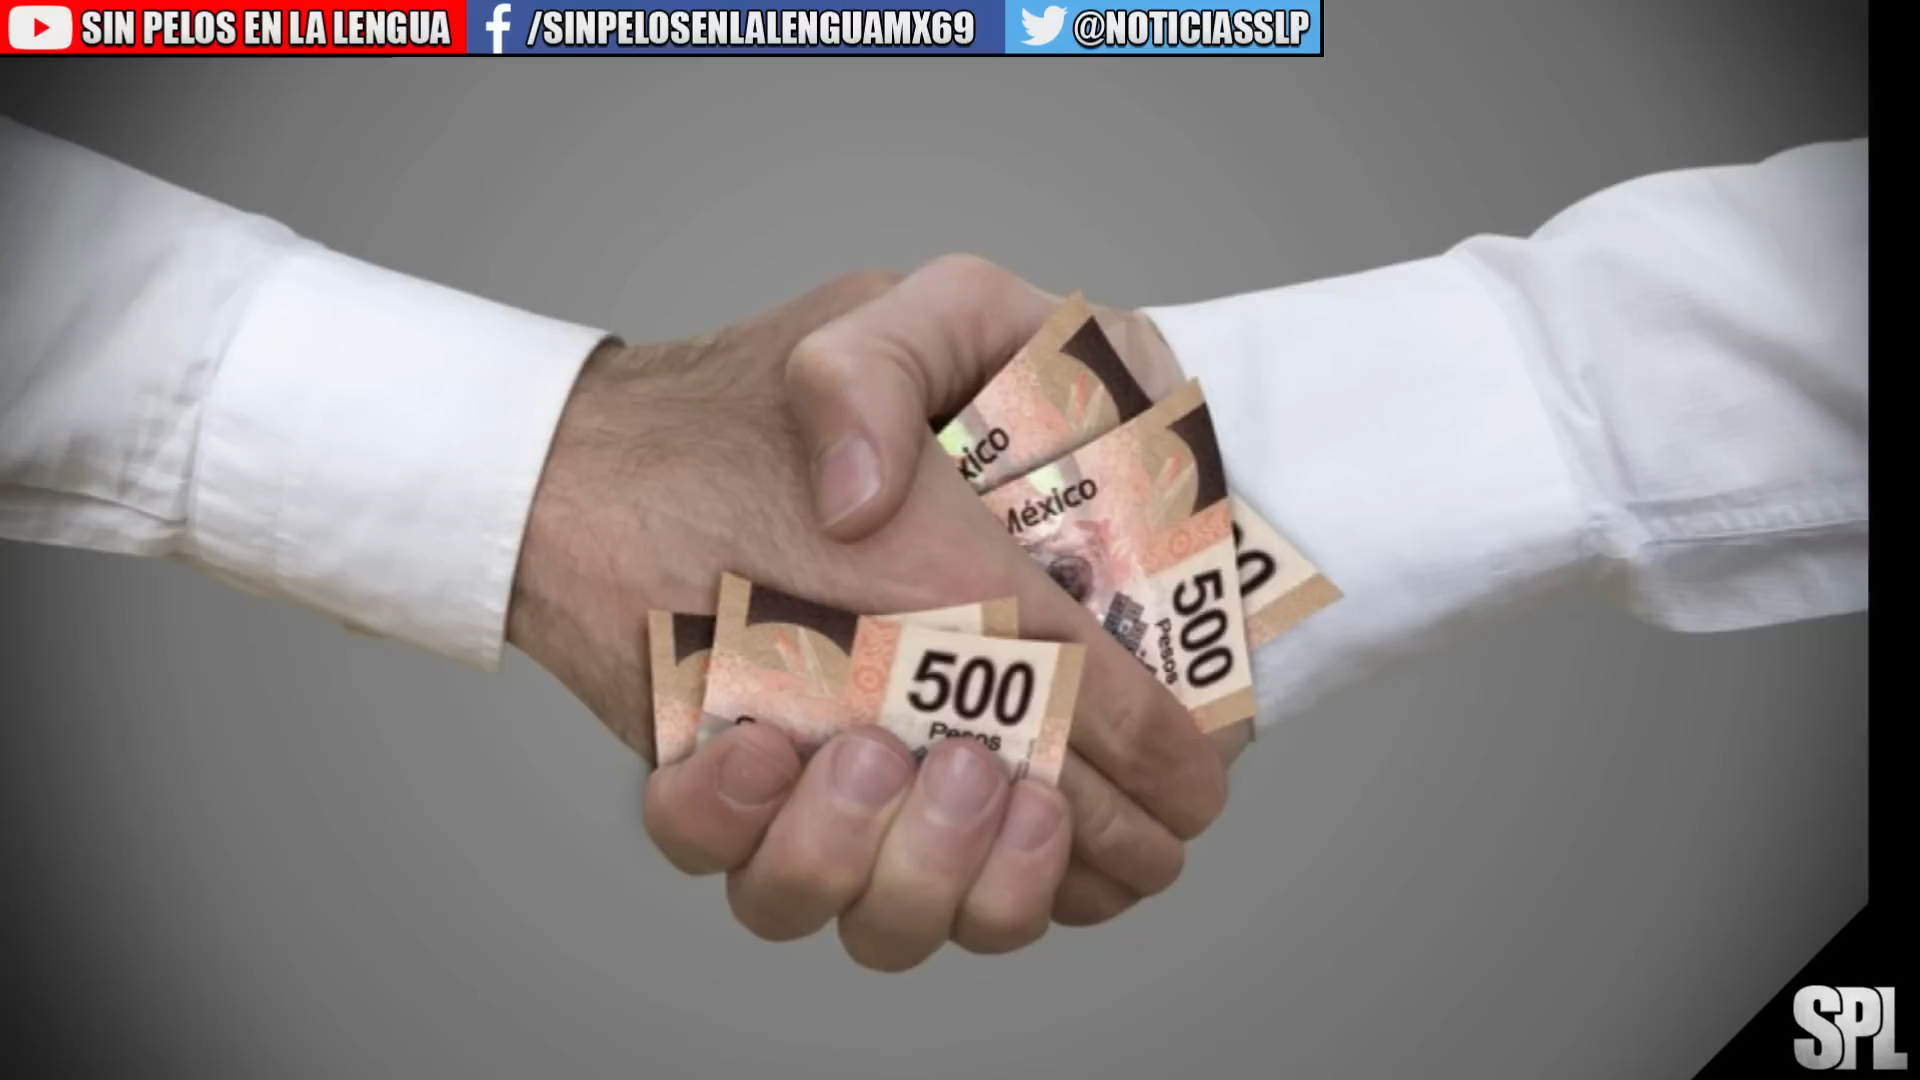 SIN PELOS EN LA LENGUA
/SINPELOSENLALENGUAMX69
@NOTICIASSLP
xico
México
500
Pesos
500
Pesos
SPL